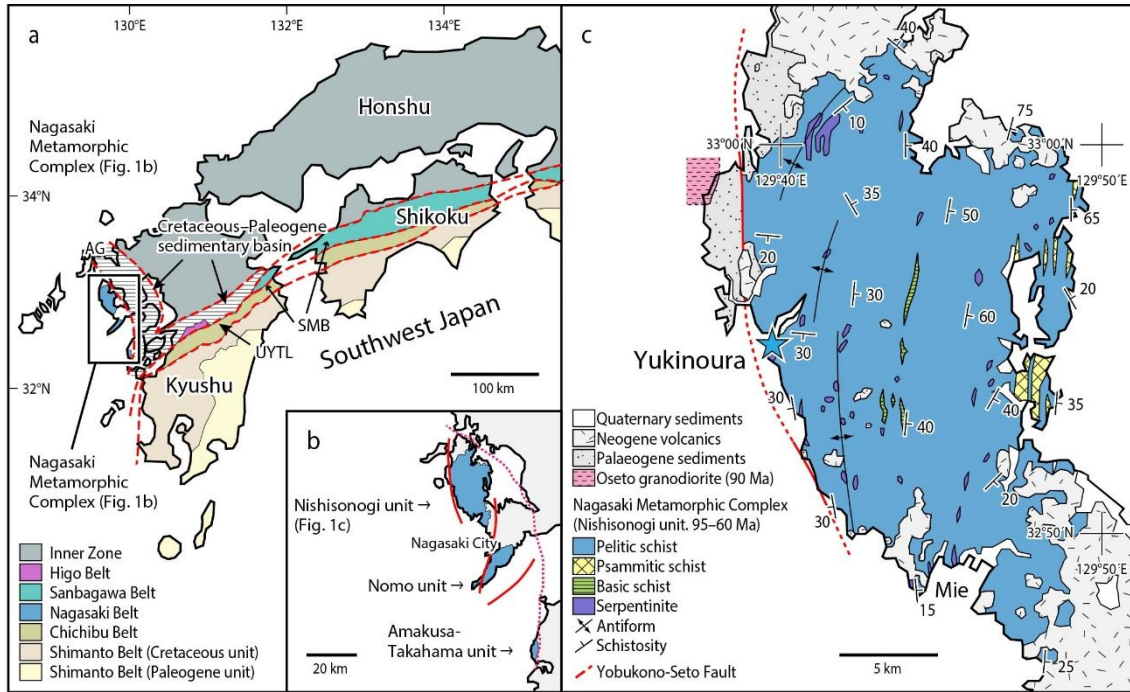 a
130°E
132°E
134°E
34°N
32°N
Honshu
Nagasaki
Metamorphic
Complex (Fig. 1b)
Cretaceous–Paleogene
sedimentary basin
Shikoku
AG
SMB
UYTL
Southwest Japan
Kyushu
100 km
Nagasaki
Metamorphic
Complex (Fig. 1b)
Inner Zone
Higo Belt
Sanbagawa Belt
Nagasaki Belt
Chichibu Belt
Shimanto Belt (Cretaceous unit)
Shimanto Belt (Paleogene unit)
b
Nishisonogi unit→
(Fig. 1c)
Nagasaki City
Nomo unit →
Amakusa-
Takahama unit→
20 km
c
40
75
10
33°00′N
129°40′E
40
33°00′N
129°50′E
35
50
65
20
20
30
60
Yukinoura
30
30
40
35
40
20
30
32°50′N
129°50′E
Mie
15
25
Quaternary sediments
Neogene volcanics
Palaeogene sediments
Oseto granodiorite (90 Ma)
Nagasaki Metamorphic Complex
(Nishisonogi unit. 95–60 Ma)
Pelitic schist
Psammitic schist
Basic schist
Serpentinite
Antiform
Schistosity
Yobukono-Seto Fault
5 km